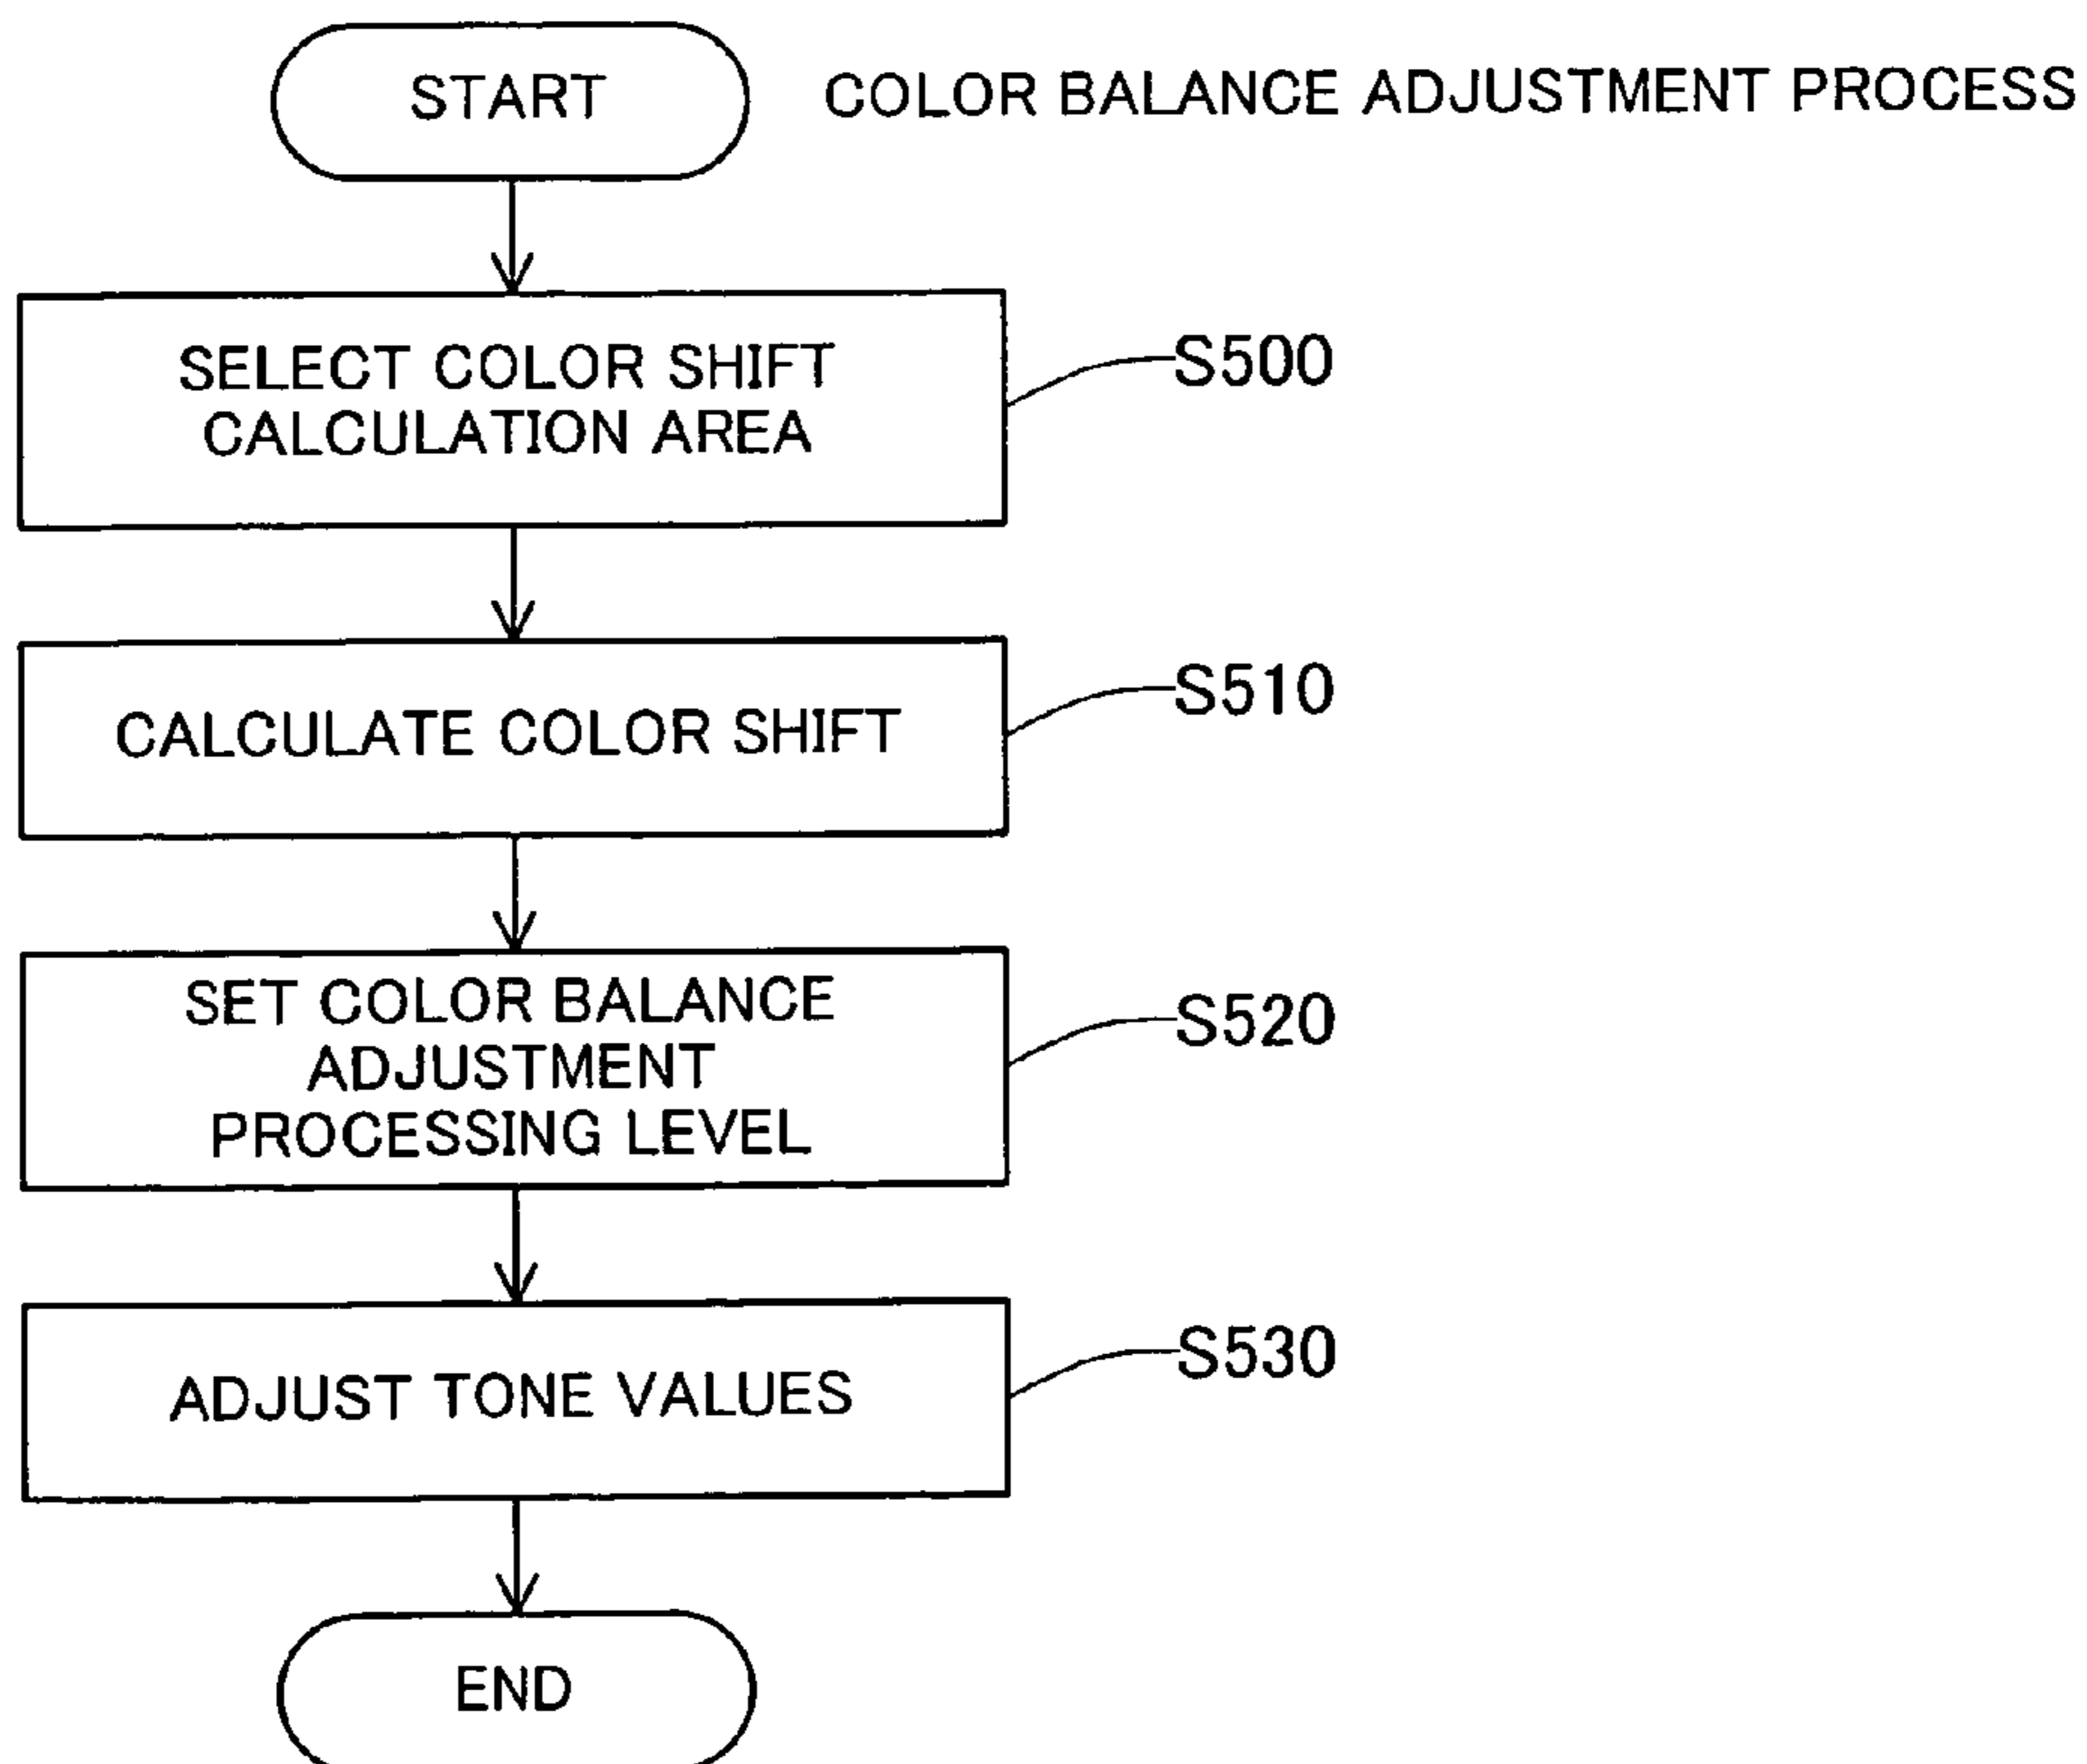 START
COLOR BALANCE ADJUSTMENT PROCESS
SELECT COLOR SHIFT
CALCULATION AREA
S500
CALCULATE COLOR SHIFT
S510
SET COLOR BALANCE
ADJUSTMENT
PROCESSING LEVEL
S520
ADJUST TONE VALUES
S530
END